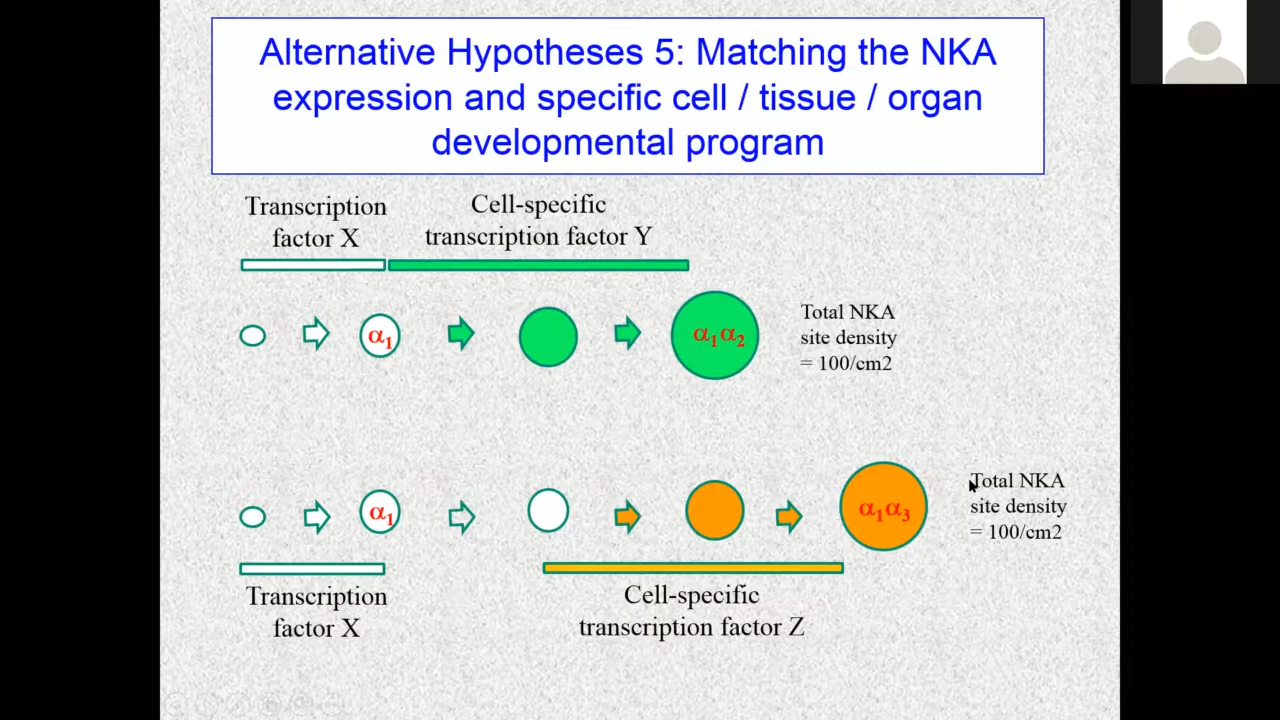 Alternative Hypotheses 5: Matching the NKA
expression and specific cell / tissue / organ
developmental program
Transcription
factor X
Cell-specific
transcription factor Y
α1
α1α2
Total NKA
site density
= 100/cm2
α1
α1α3
Total NKA
site density
= 100/cm2
Transcription
factor X
Cell-specific
transcription factor Z